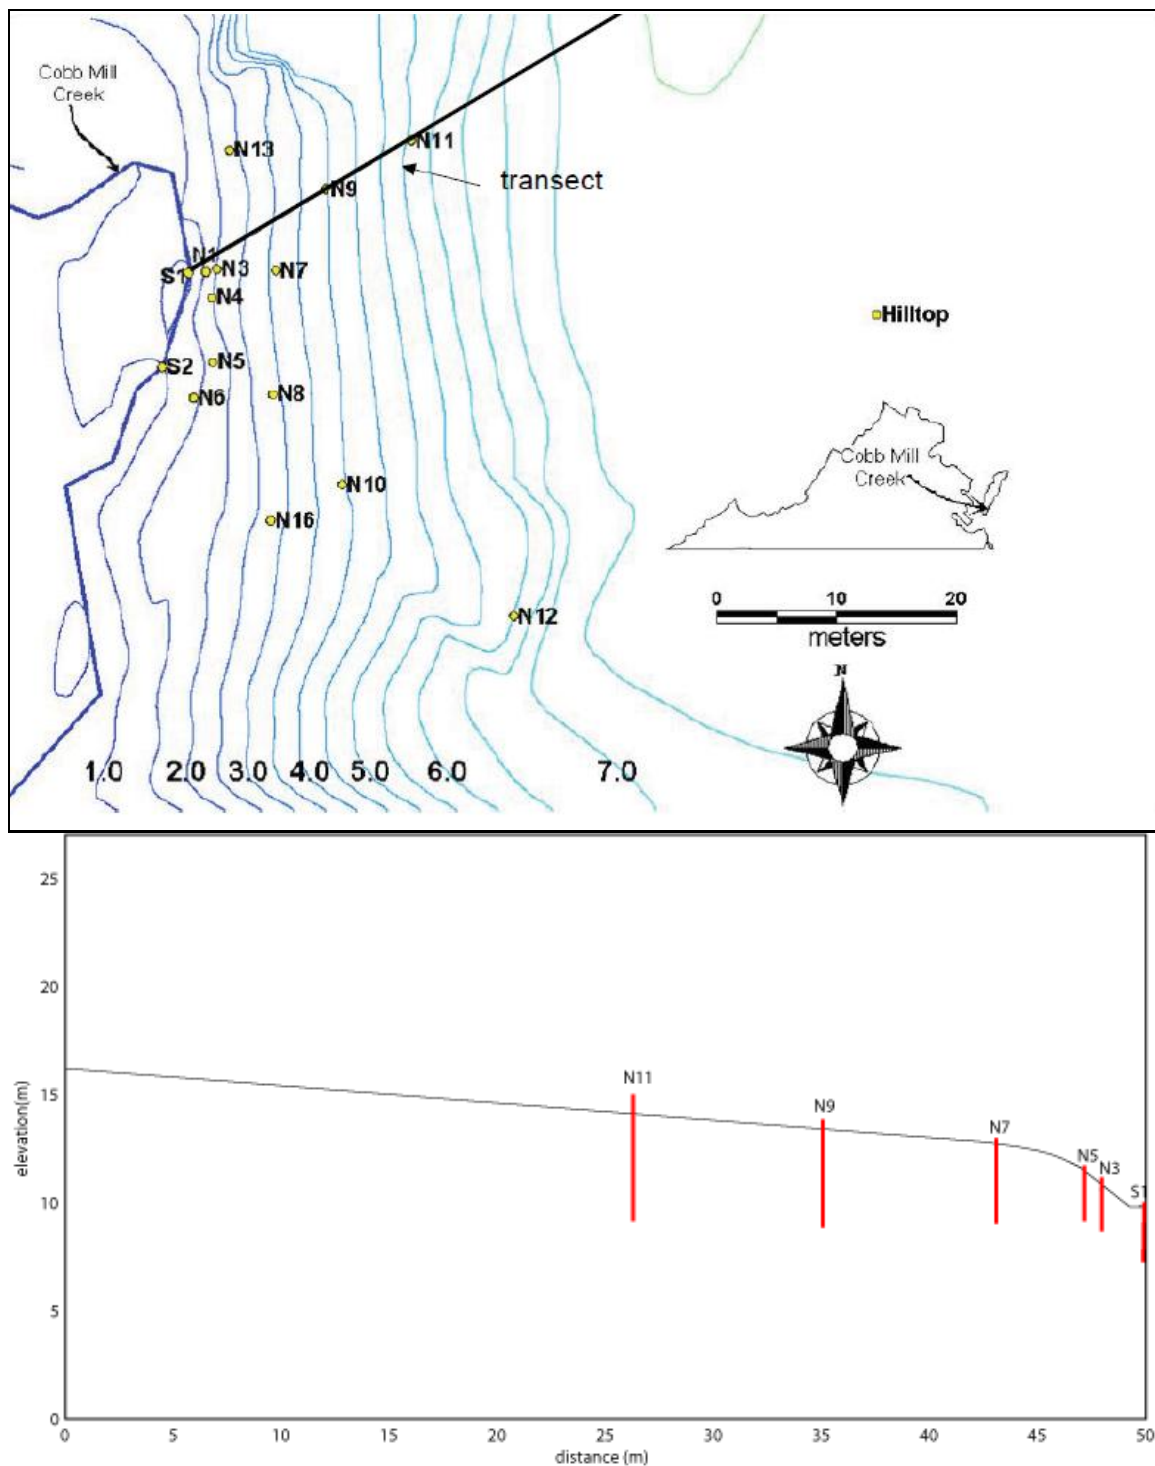 Cobb Mill
Creek
N13
N11
transect
N9
N1
S1
N3
N7
N4
Hilltop
S2
N5
N6
N8
Cobb Mill
Creek
N10
N16
0 10 20
meters
N12
N
1.0 2.0 3.0 4.0 5.0 6.0 7.0
25
20
15
10
5
0
elevation(m)
N11
N9
N7
N5
N3
S1
0 5 10 15 20 25 30 35 40 45 50
distance (m)